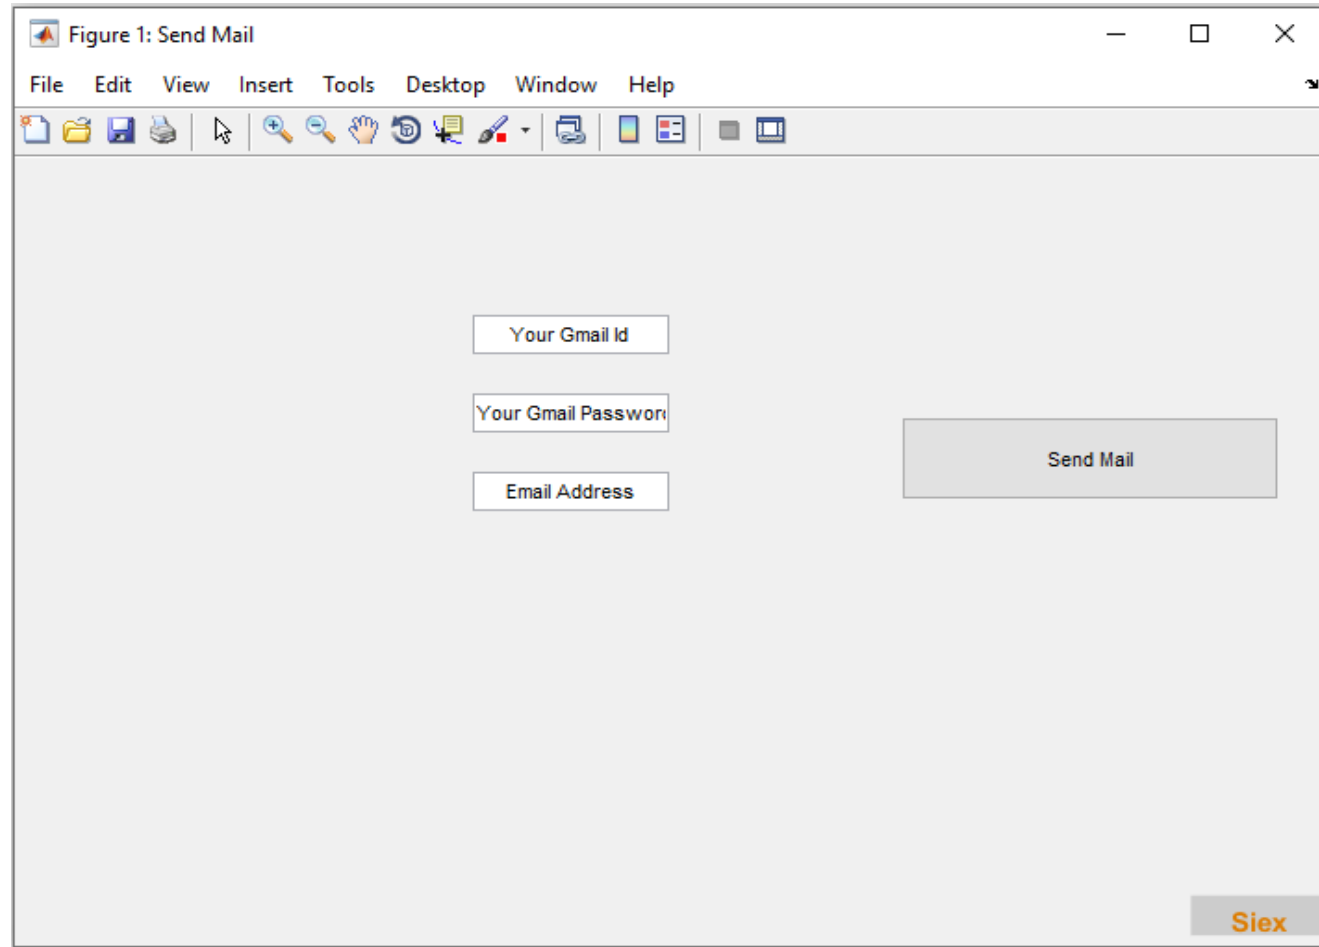 Figure 1: Send Mail
File Edit View Insert Tools Desktop Window Help
Your Gmail Id
Your Gmail Password
Send Mail
Email Address
Siex